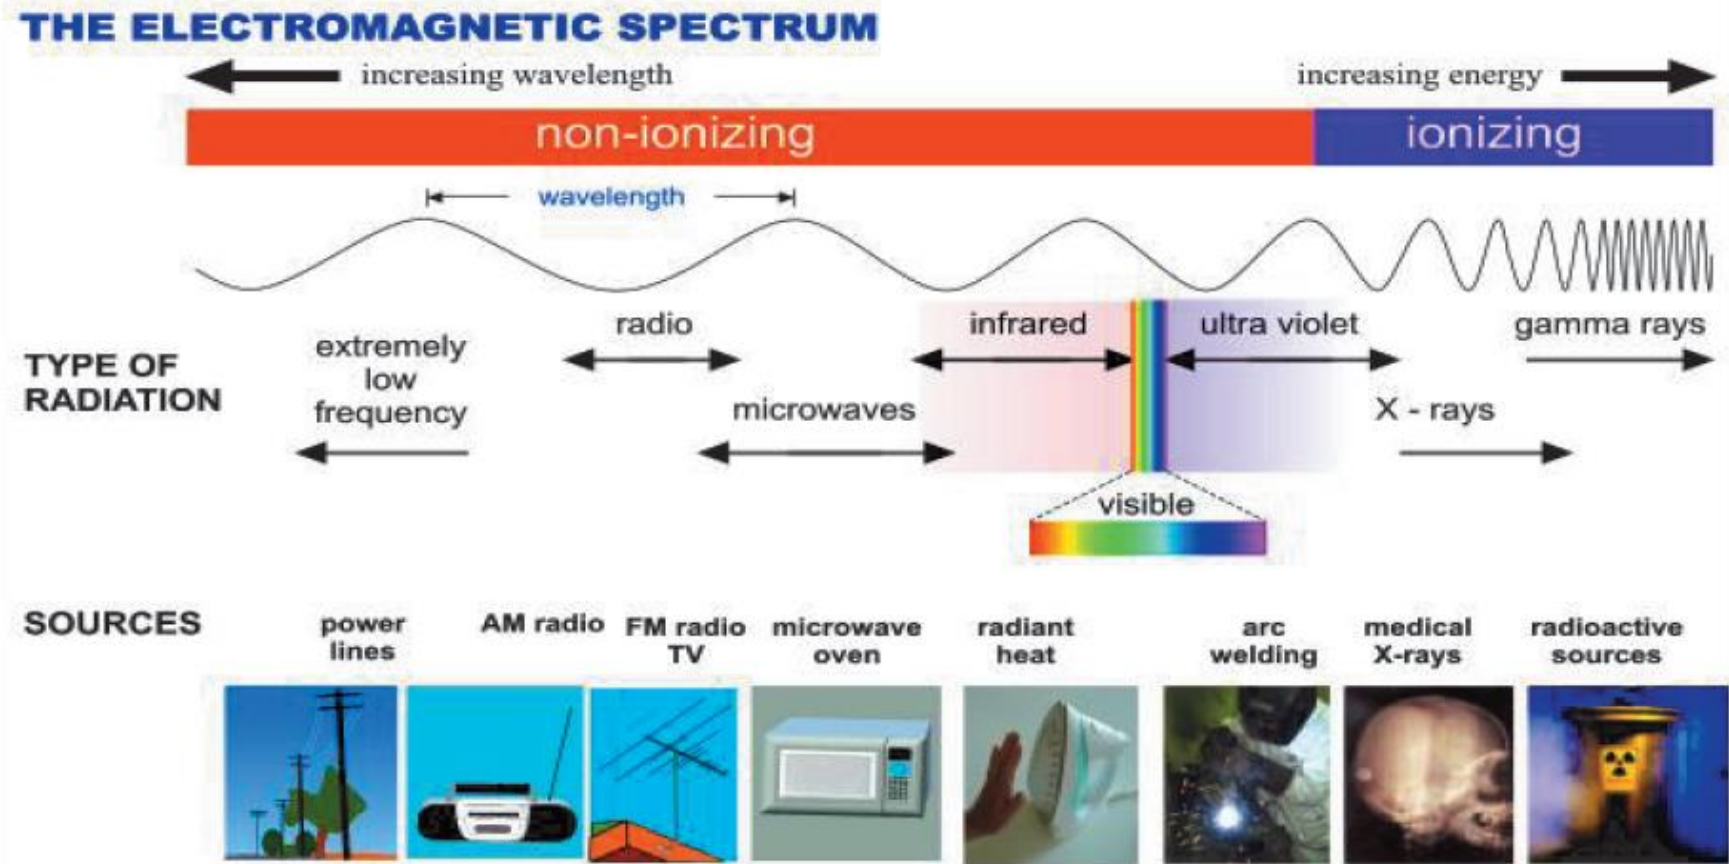 THE ELECTROMAGNETIC SPECTRUM
increasing wavelength
increasing energy
non-ionizing
ionizing
wavelength
TYPE OF
RADIATION
extremely
low
frequency
radio
microwaves
infrared
visible
ultra violet
X - rays
gamma rays
SOURCES
power
lines
AM radio
FM radio
TV
microwave
oven
radiant
heat
arc
welding
medical
X-rays
radioactive
sources